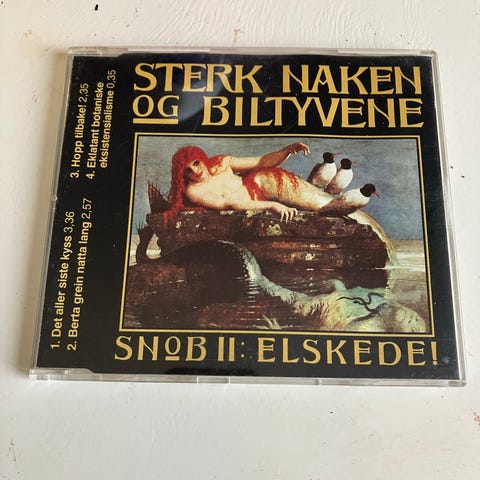 STERK NAKEN
OG BILTYVENE
1. Det aller siste kyss 3,36
2. Berta grein natta lang 2,57
3. Hopp tilbake! 2,35
4. Eklatant botaniske
eksistensialisme 0,35
SNOB II: ELSKEDE!